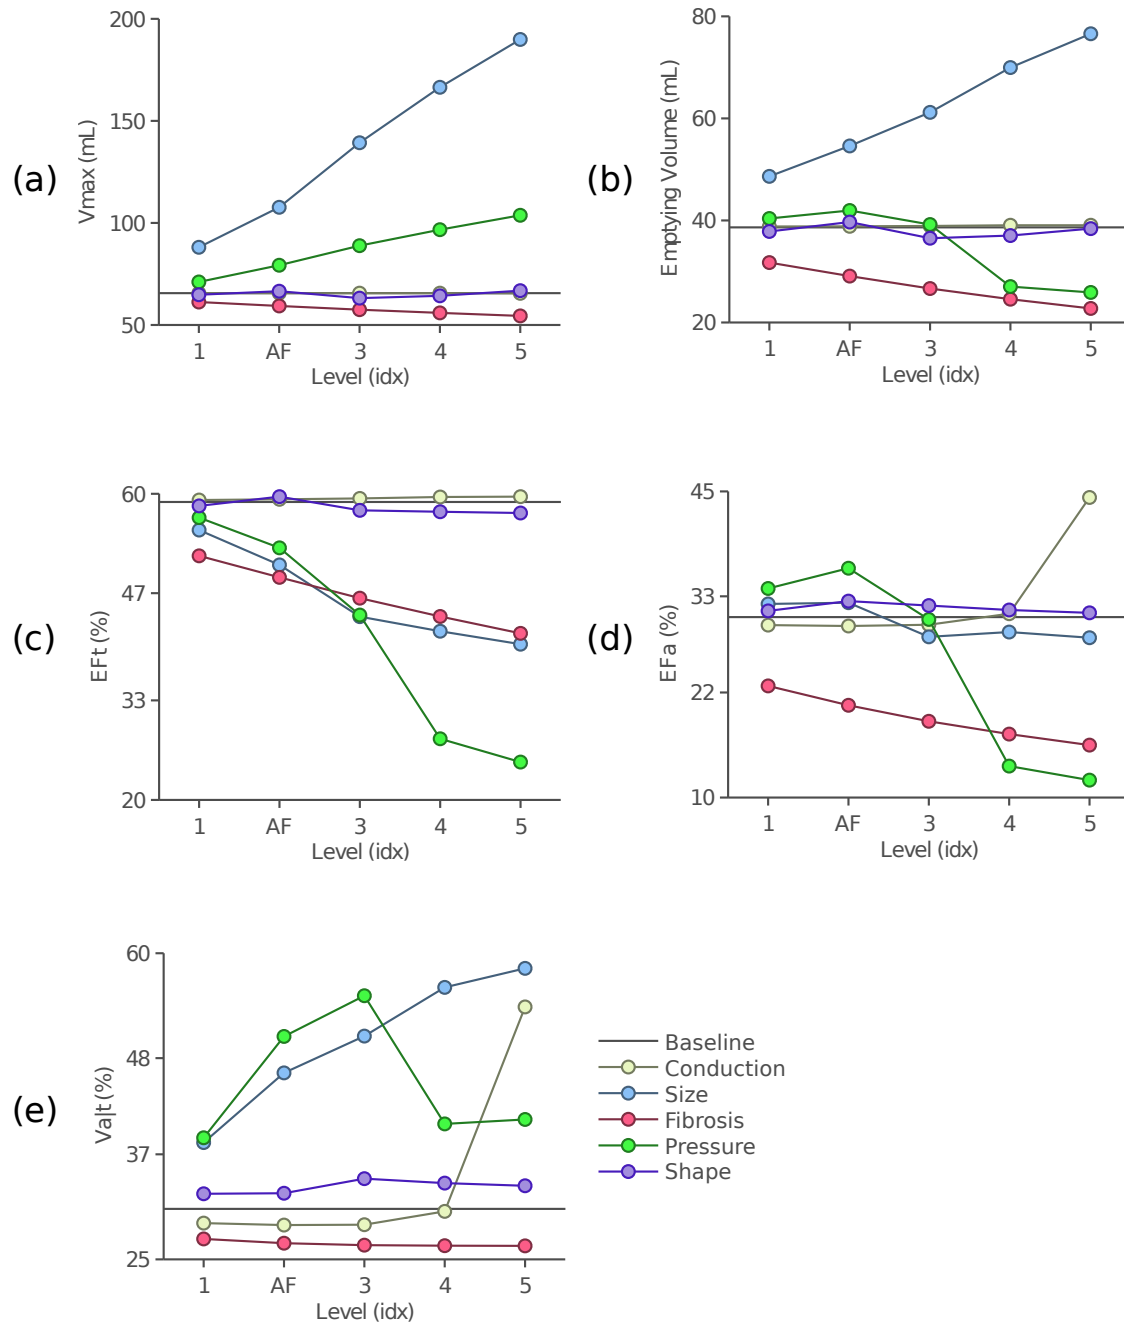 (a)
Vmax (mL)
200
150
100
50
1 AF 3 4 5
Level (idx)
(b)
Emptying Volume (mL)
80
60
40
20
1 AF 3 4 5
Level (idx)
(c)
EFt (%)
60
47
33
20
1 AF 3 4 5
Level (idx)
(d)
EFa (%)
45
33
22
10
1 AF 3 4 5
Level (idx)
(e)
Va|t (%)
60
48
37
25
1 AF 3 4 5
Level (idx)
Baseline
Conduction
Size
Fibrosis
Pressure
Shape